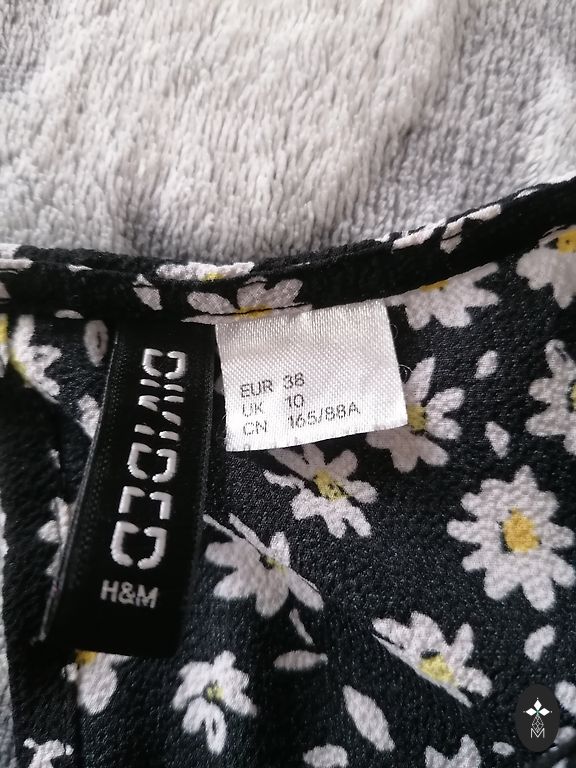 DIVIDED
H&M
EUR 38
UK 10
CN 165/88A
M